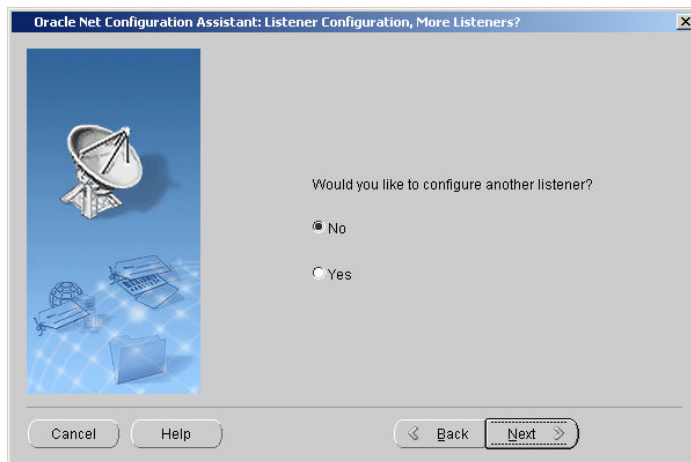 Oracle Net Configuration Assistant: Listener Configuration, More Listeners?
Would you like to configure another listener?
No
Yes
Cancel
Help
Back
Next